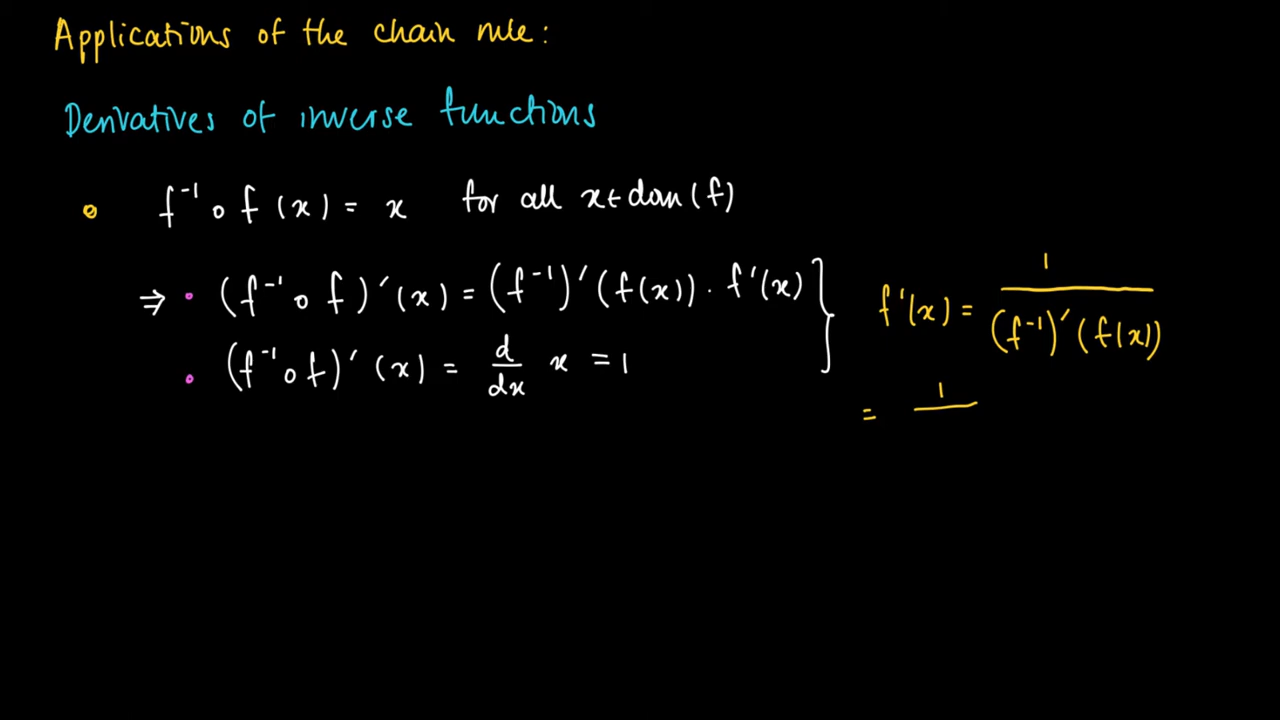 Applications of the chain rule:
Derivatives of inverse functions
f⁻¹ ∘ f(x) = x for all x ∈ dom(f)
⇒ • (f⁻¹ ∘ f)′(x) = (f⁻¹)′(f(x)) · f′(x) } f′(x) = 1/((f⁻¹)′(f(x)))
• (f⁻¹ ∘ f)′(x) = d/dx x = 1
= 1/